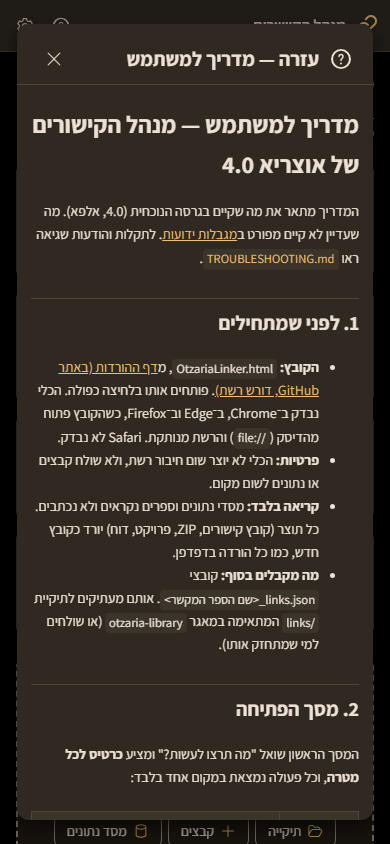 מנהל הקישורים
עזרה — מדריך למשתמש
מדריך למשתמש — מנהל הקישורים
של אוצריא 4.0
המדריך מתאר את מה שקיים בגרסה הנוכחית (4.0, אלפא). מה
שעדיין לא קיים מפורט במגבלות ידועות. לתקלות והודעות שגיאה
ראו TROUBLESHOOTING.md.
1. לפני שמתחילים
הקובץ: OtzariaLinker.html, מדף ההורדות (באתר
GitHub, דורש רשת). פותחים אותו בלחיצה כפולה. הכלי
נבדק ב־Chrome, ב־Edge וב־Firefox, כשהקובץ פתוח
מהדיסק (file://) והרשת מנותקת. Safari לא נבדק.
פרטיות: הכלי לא יוצר שום חיבור רשת, ולא שולח קבצים
או נתונים לשום מקום.
קריאה בלבד: מסדי נתונים וספרים נקראים ולא נכתבים.
כל תוצר (קובץ קישורים, ZIP, פרויקט, דוח) יורד כקובץ
חדש, כמו כל הורדה בדפדפן.
מה מקבלים בסוף: קובצי
<שם הספר המקשר>_links.json. אותם מעתיקים לתיקיית
links/ המתאימה במאגר otzaria-library (או שולחים
למי שמתחזק אותו).
2. מסך הפתיחה
המסך הראשון שואל "מה תרצו לעשות?" ומציע כרטיס לכל
מטרה, וכל פעולה נמצאת במקום אחד בלבד:
תיקייה קבצים מסד נתונים